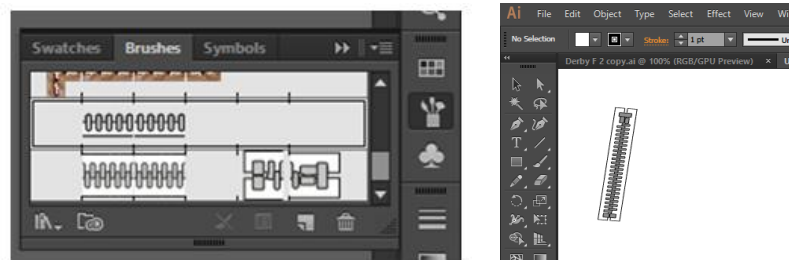 Swatches Brushes Symbols
Ai File Edit Object Type Select Effect View
No Selection Stroke: 1 pt
Derby F 2 copy.ai @ 100% (RGB/GPU Preview) ×